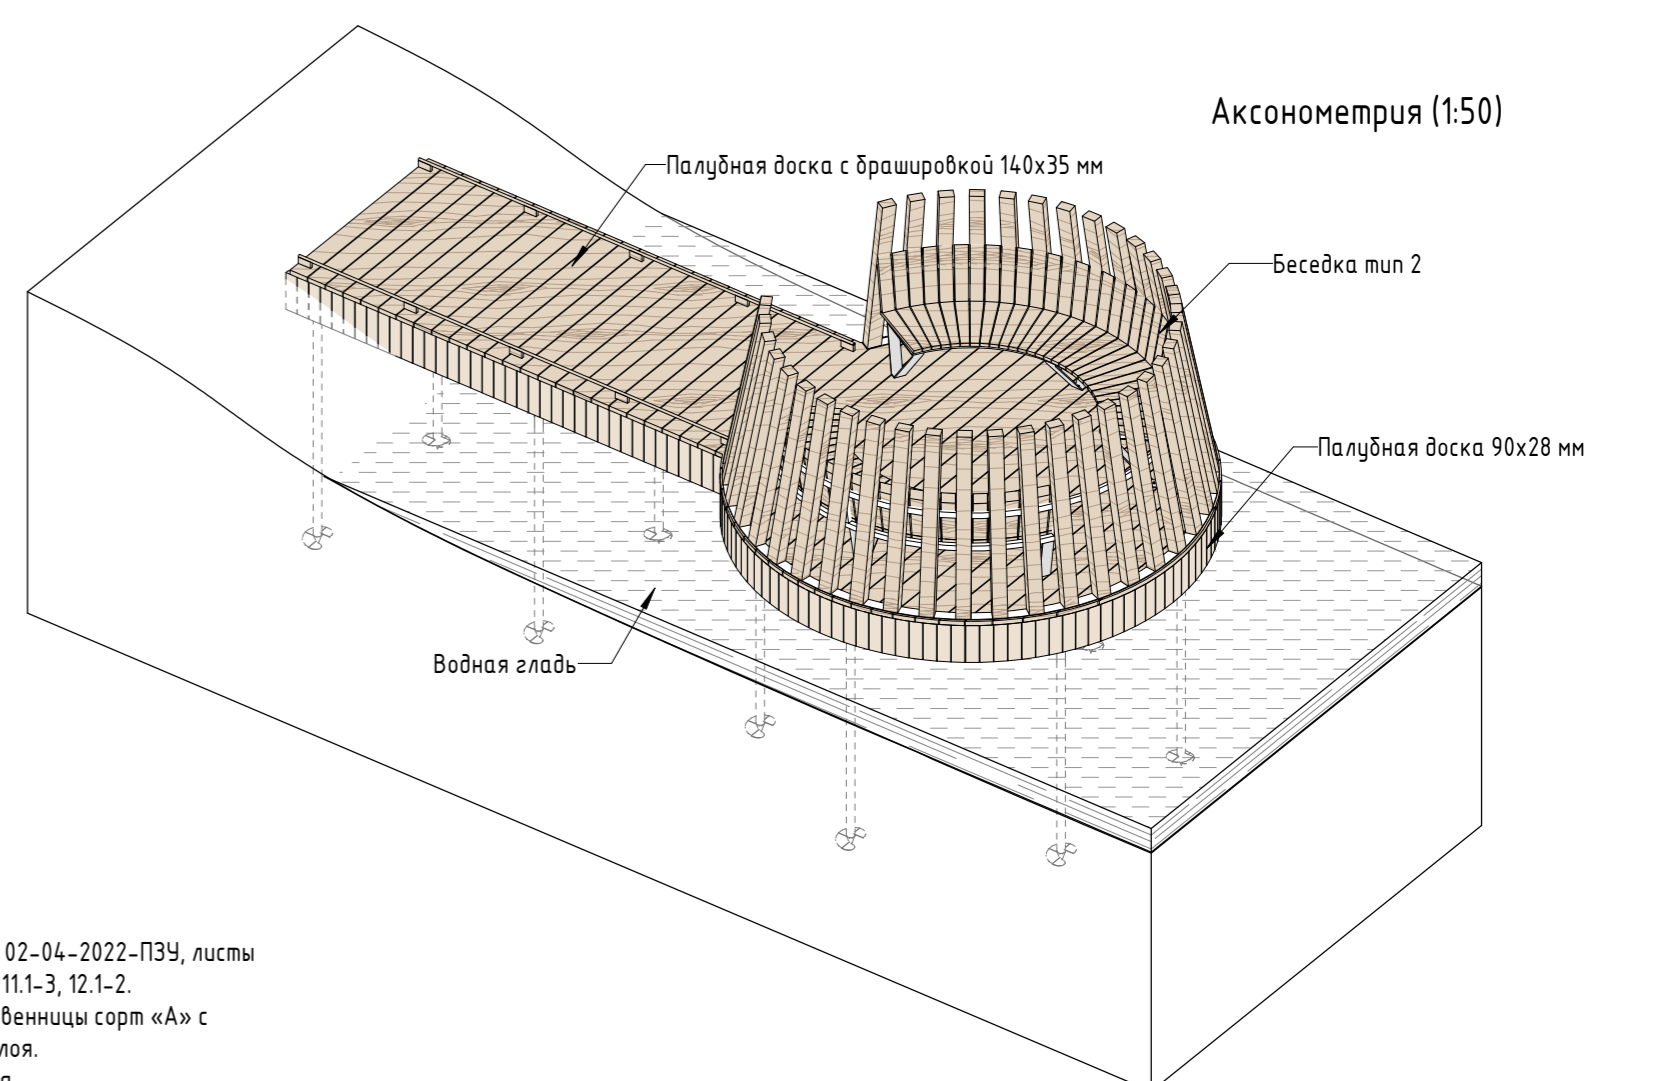 Аксонометрия (1:50)
Палубная доска с брашировкой 140х35 мм
Беседка тип 2
Палубная доска 90х28 мм
Водная гладь
02-04-2022-ПЗУ, листы
11.1-3, 12.1-2.
венницы сорт «А» с
лоя.